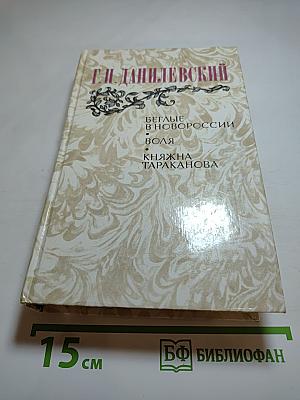 Г.П. ДАНИЛЕВСКИЙ
БЕГЛЫЕ
В НОВОРОССИИ
•
ВОЛЯ
•
КНЯЖНА
ТАРАКАНОВА
15 см
БФ БИБЛИОФАН